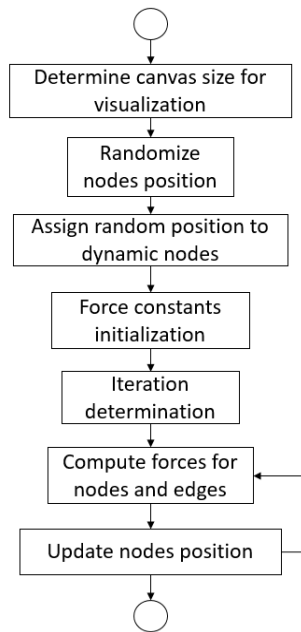 Determine canvas size for
visualization
Randomize
nodes position
Assign random position to
dynamic nodes
Force constants
initialization
Iteration
determination
Compute forces for
nodes and edges
Update nodes position